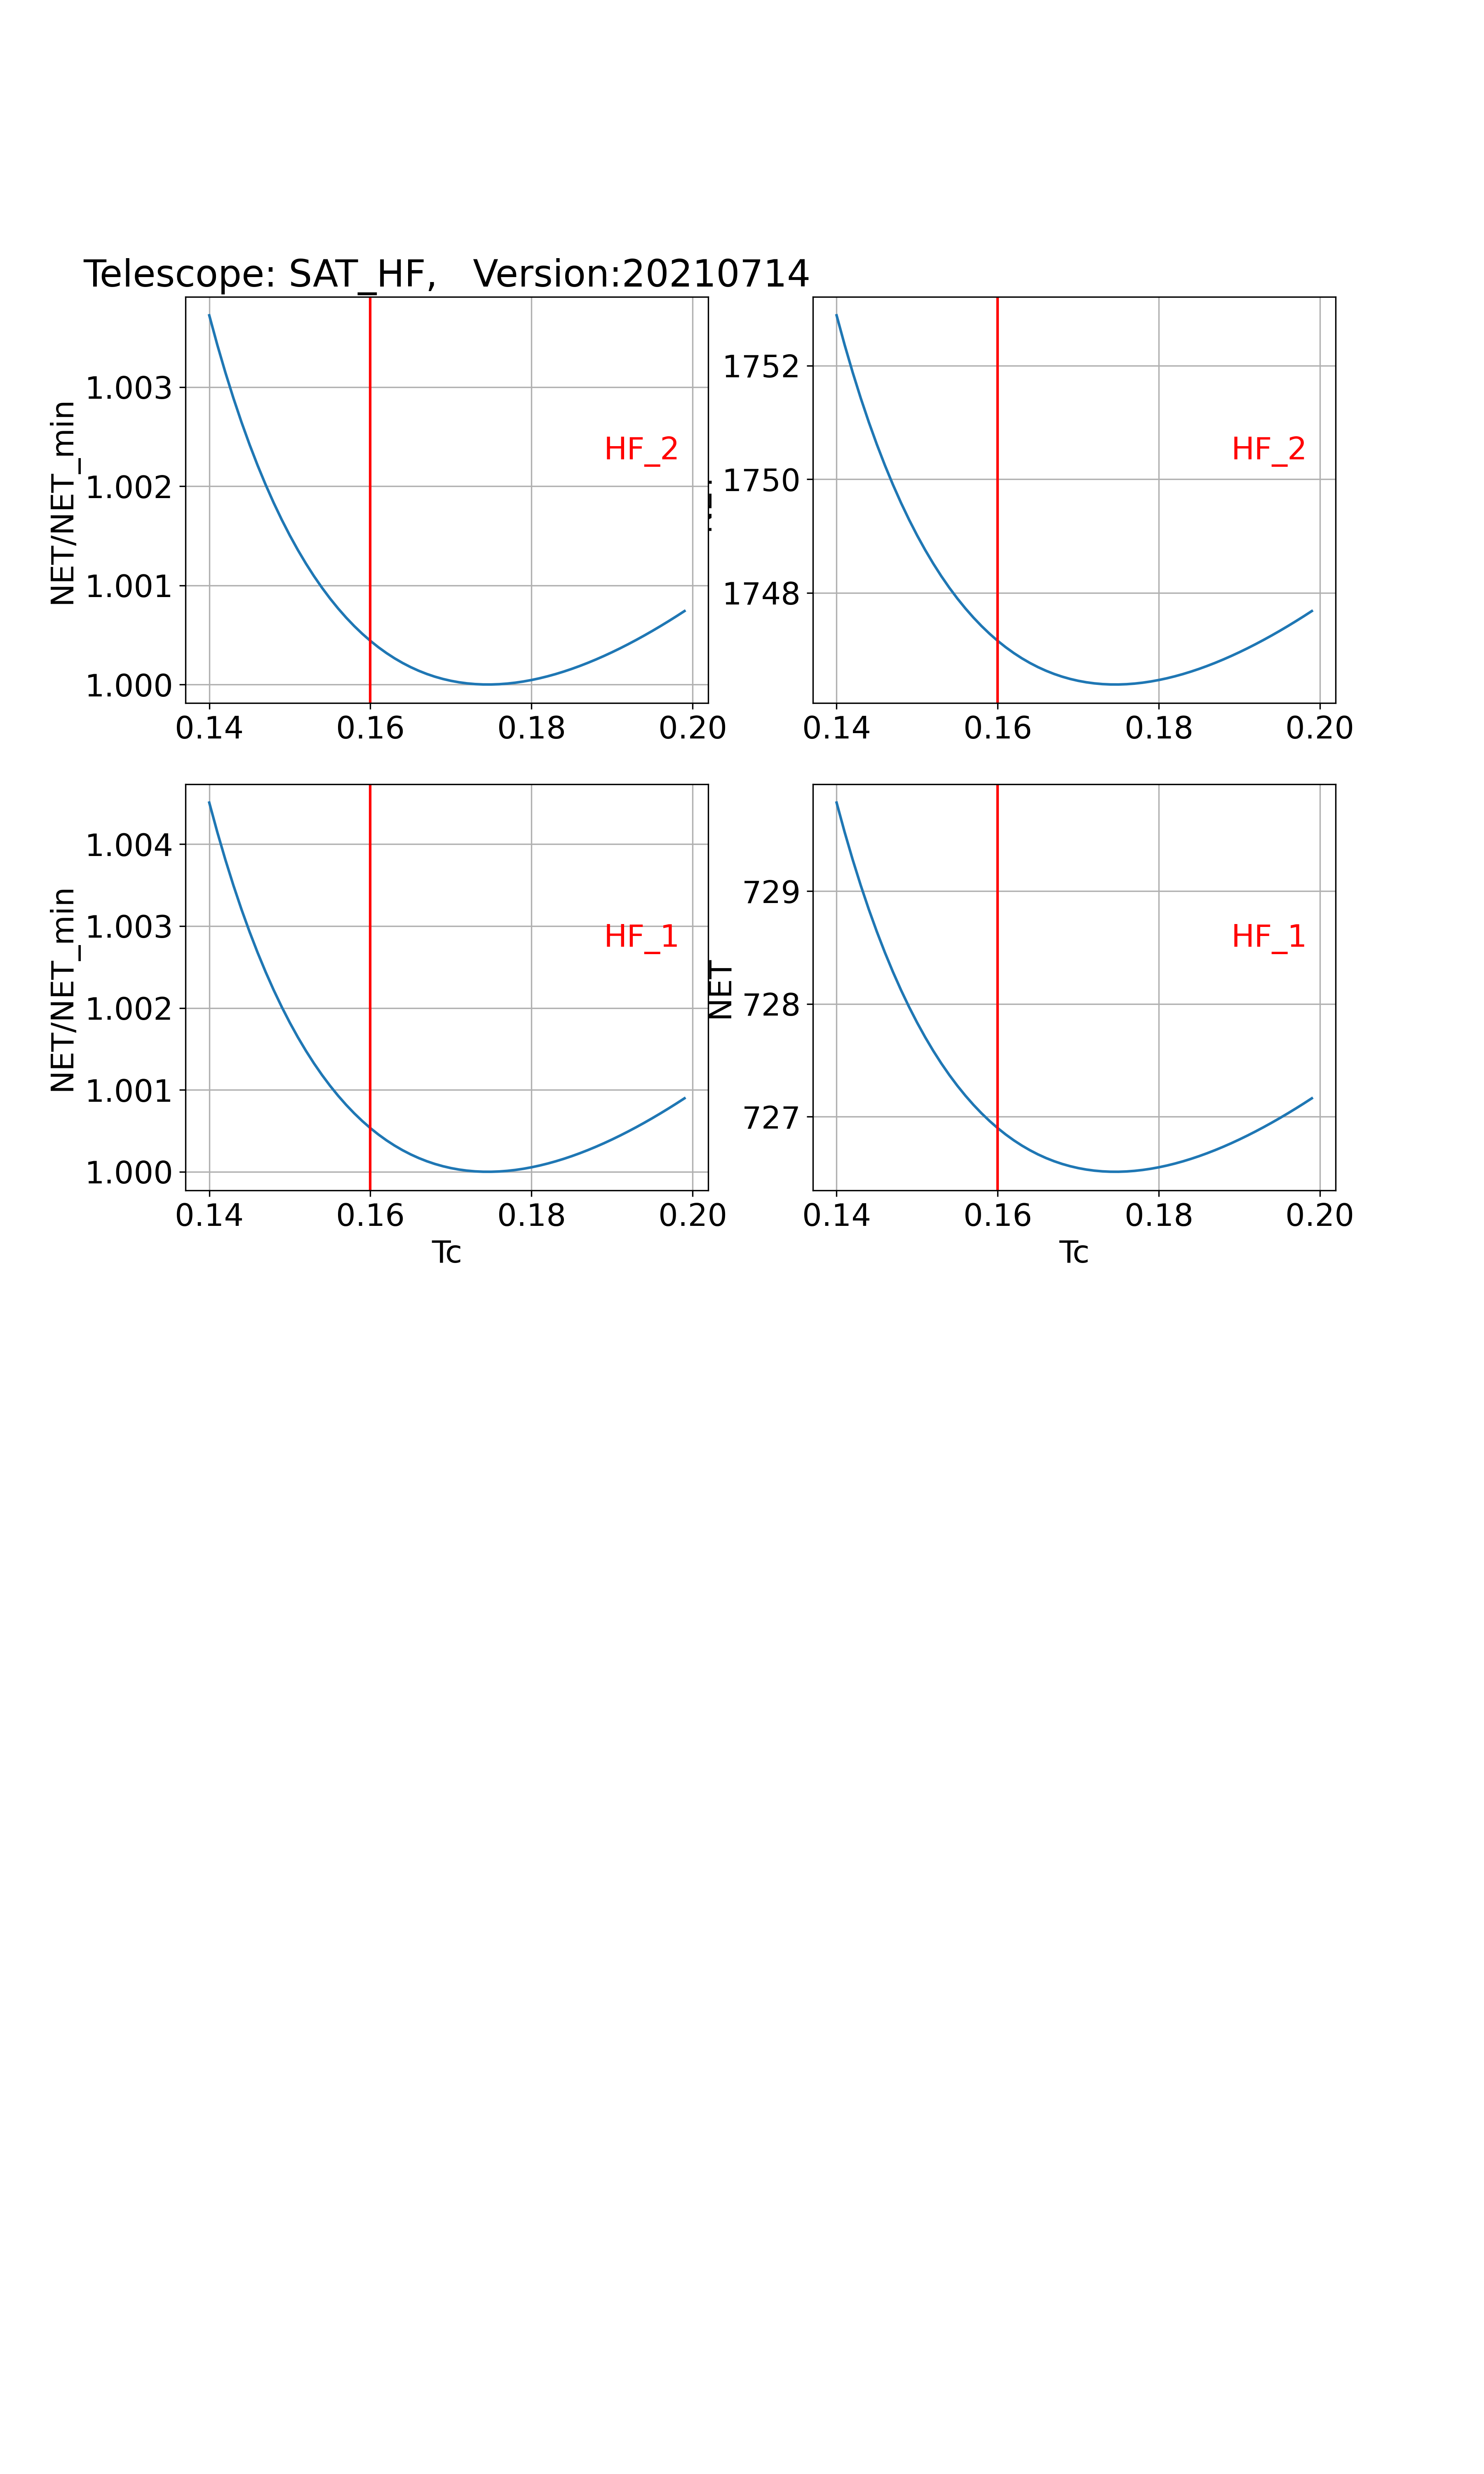 Telescope: SAT_HF,   Version:20210714
NET/NET_min
1.003
1.002
1.001
1.000
HF_2
0.14 0.16 0.18 0.20
1752
1750
1748
HF_2
0.14 0.16 0.18 0.20
NET/NET_min
1.004
1.003
1.002
1.001
1.000
HF_1
0.14 0.16 0.18 0.20
Tc
NET
729
728
727
HF_1
0.14 0.16 0.18 0.20
Tc